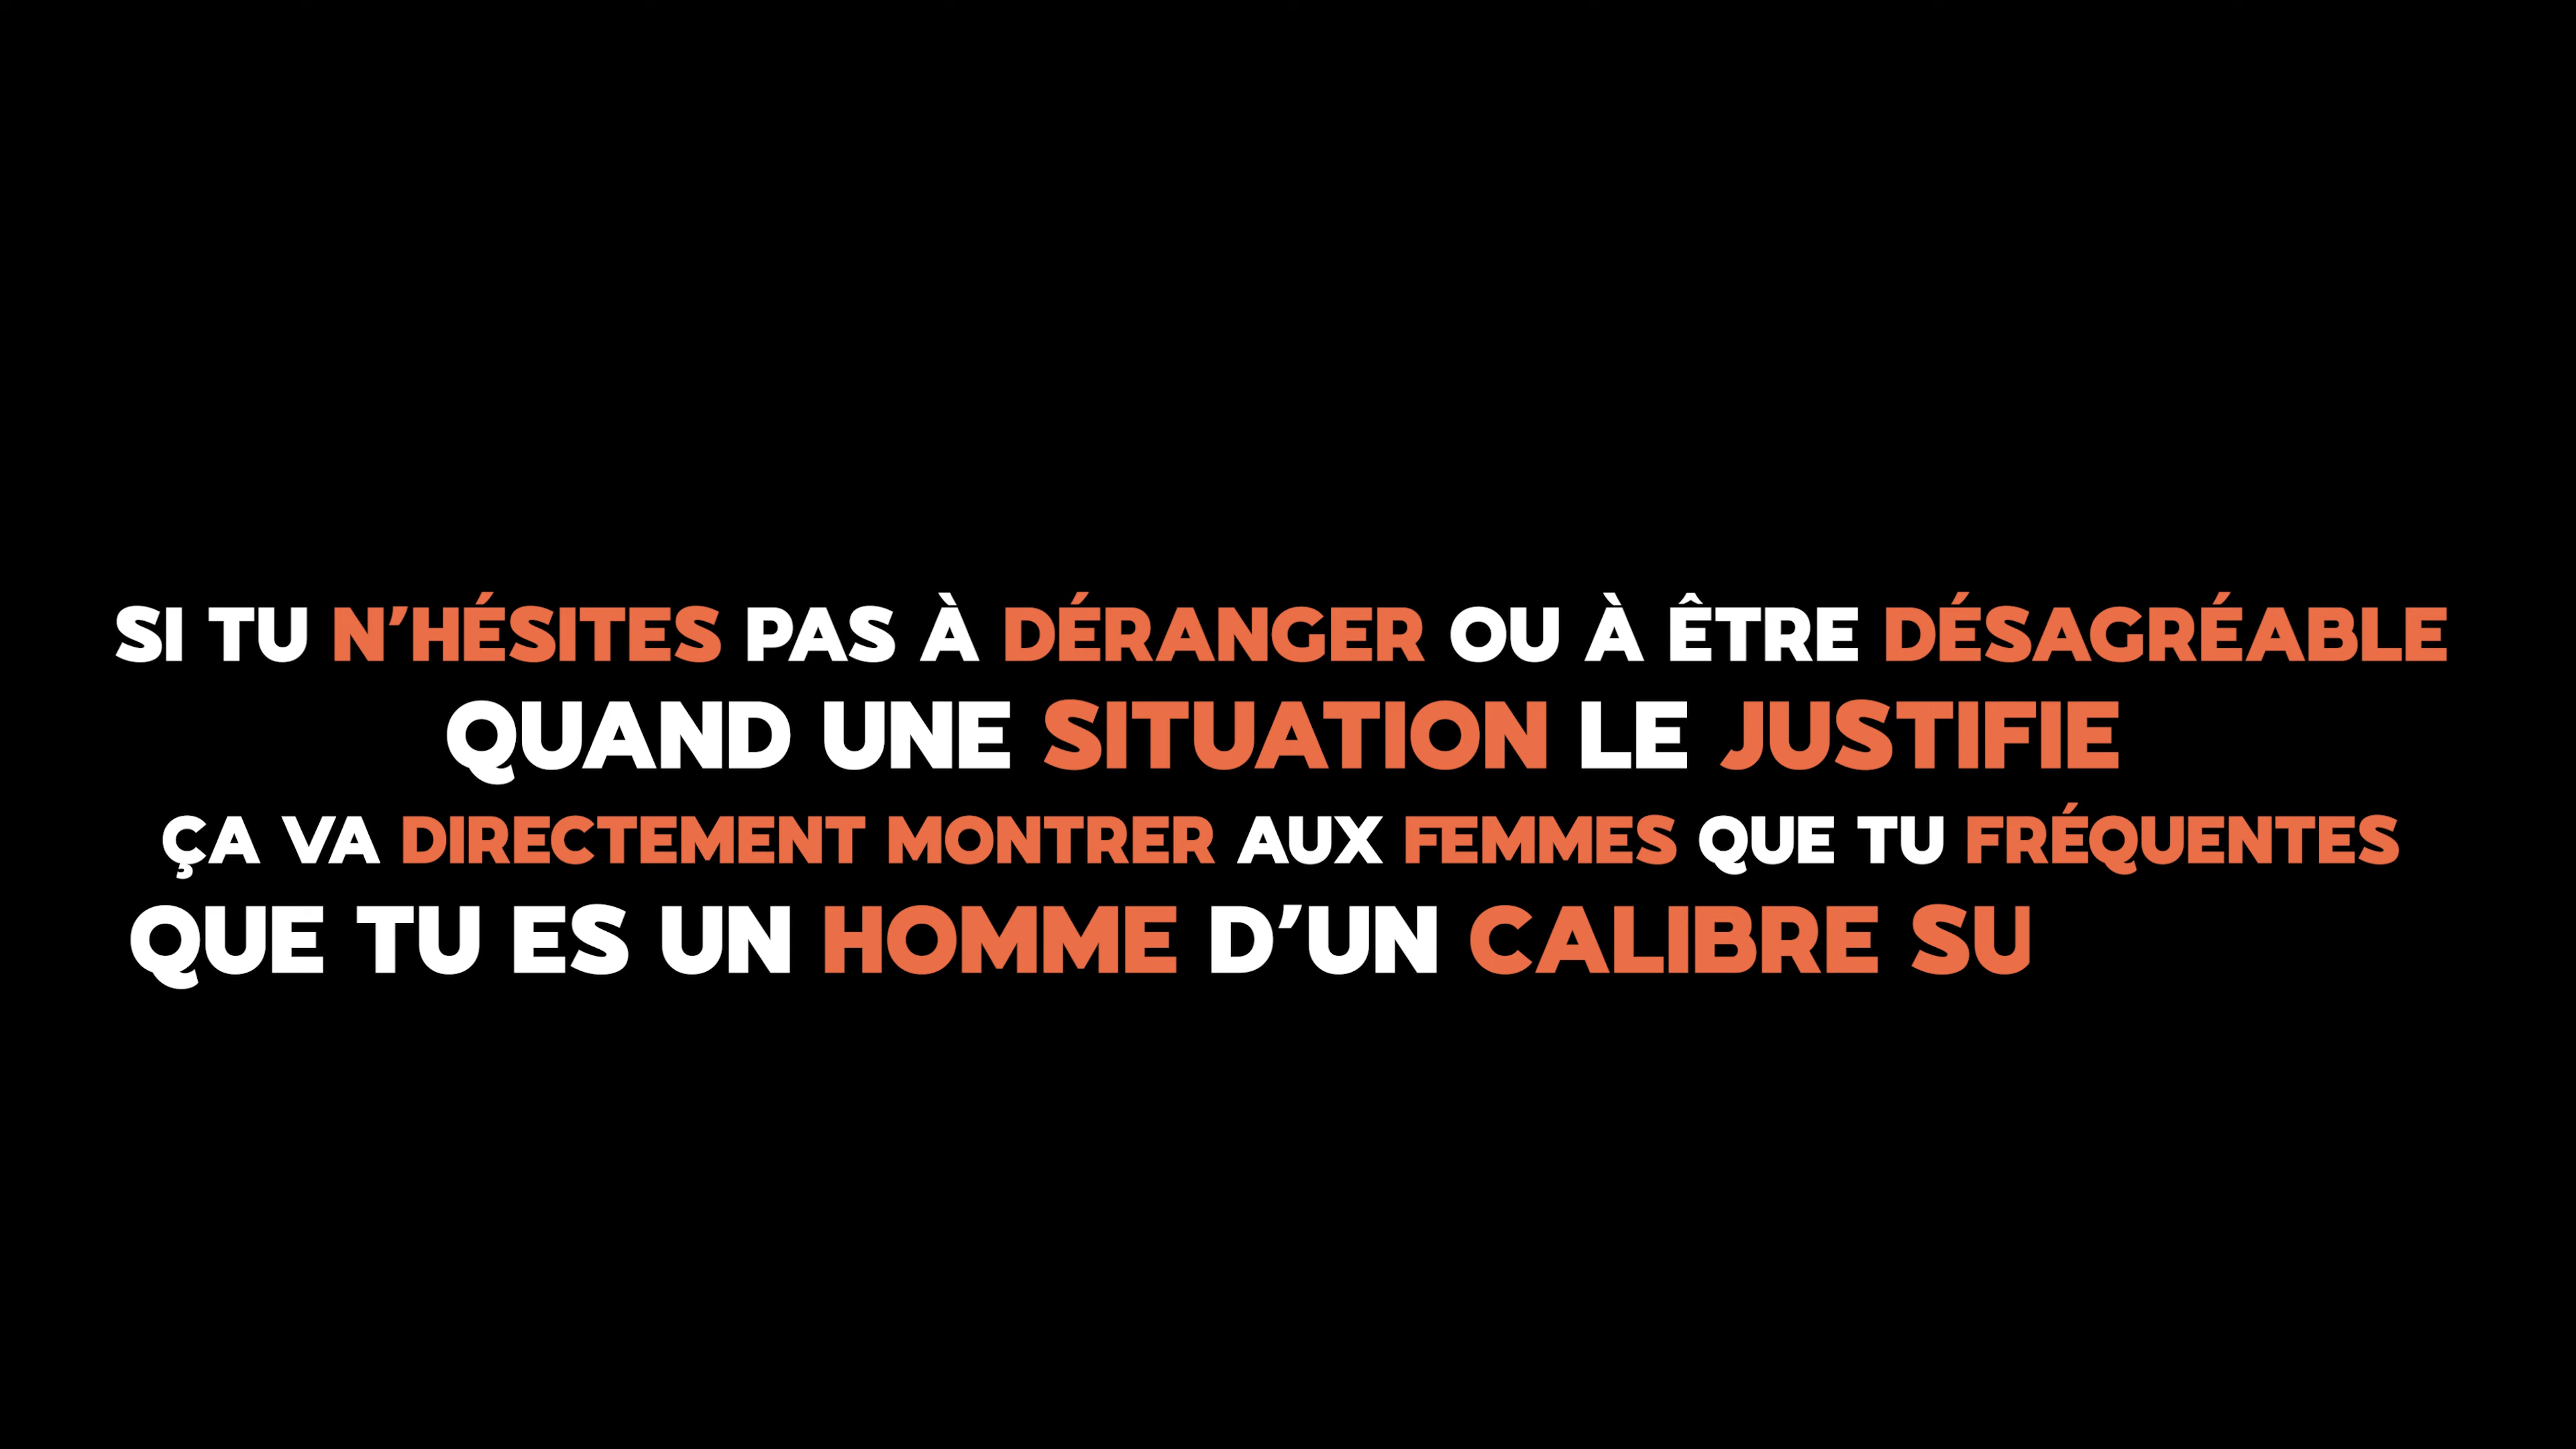 SI TU N’HÉSITES PAS À DÉRANGER OU À ÊTRE DÉSAGRÉABLE
QUAND UNE SITUATION LE JUSTIFIE
ÇA VA DIRECTEMENT MONTRER AUX FEMMES QUE TU FRÉQUENTES
QUE TU ES UN HOMME D’UN CALIBRE SU